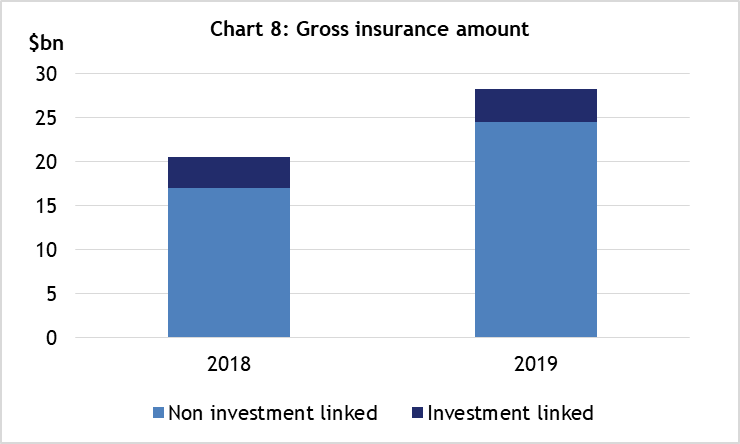 Chart 8: Gross insurance amount
$bn
30
25
20
15
10
5
0
2018 2019
Non investment linked Investment linked